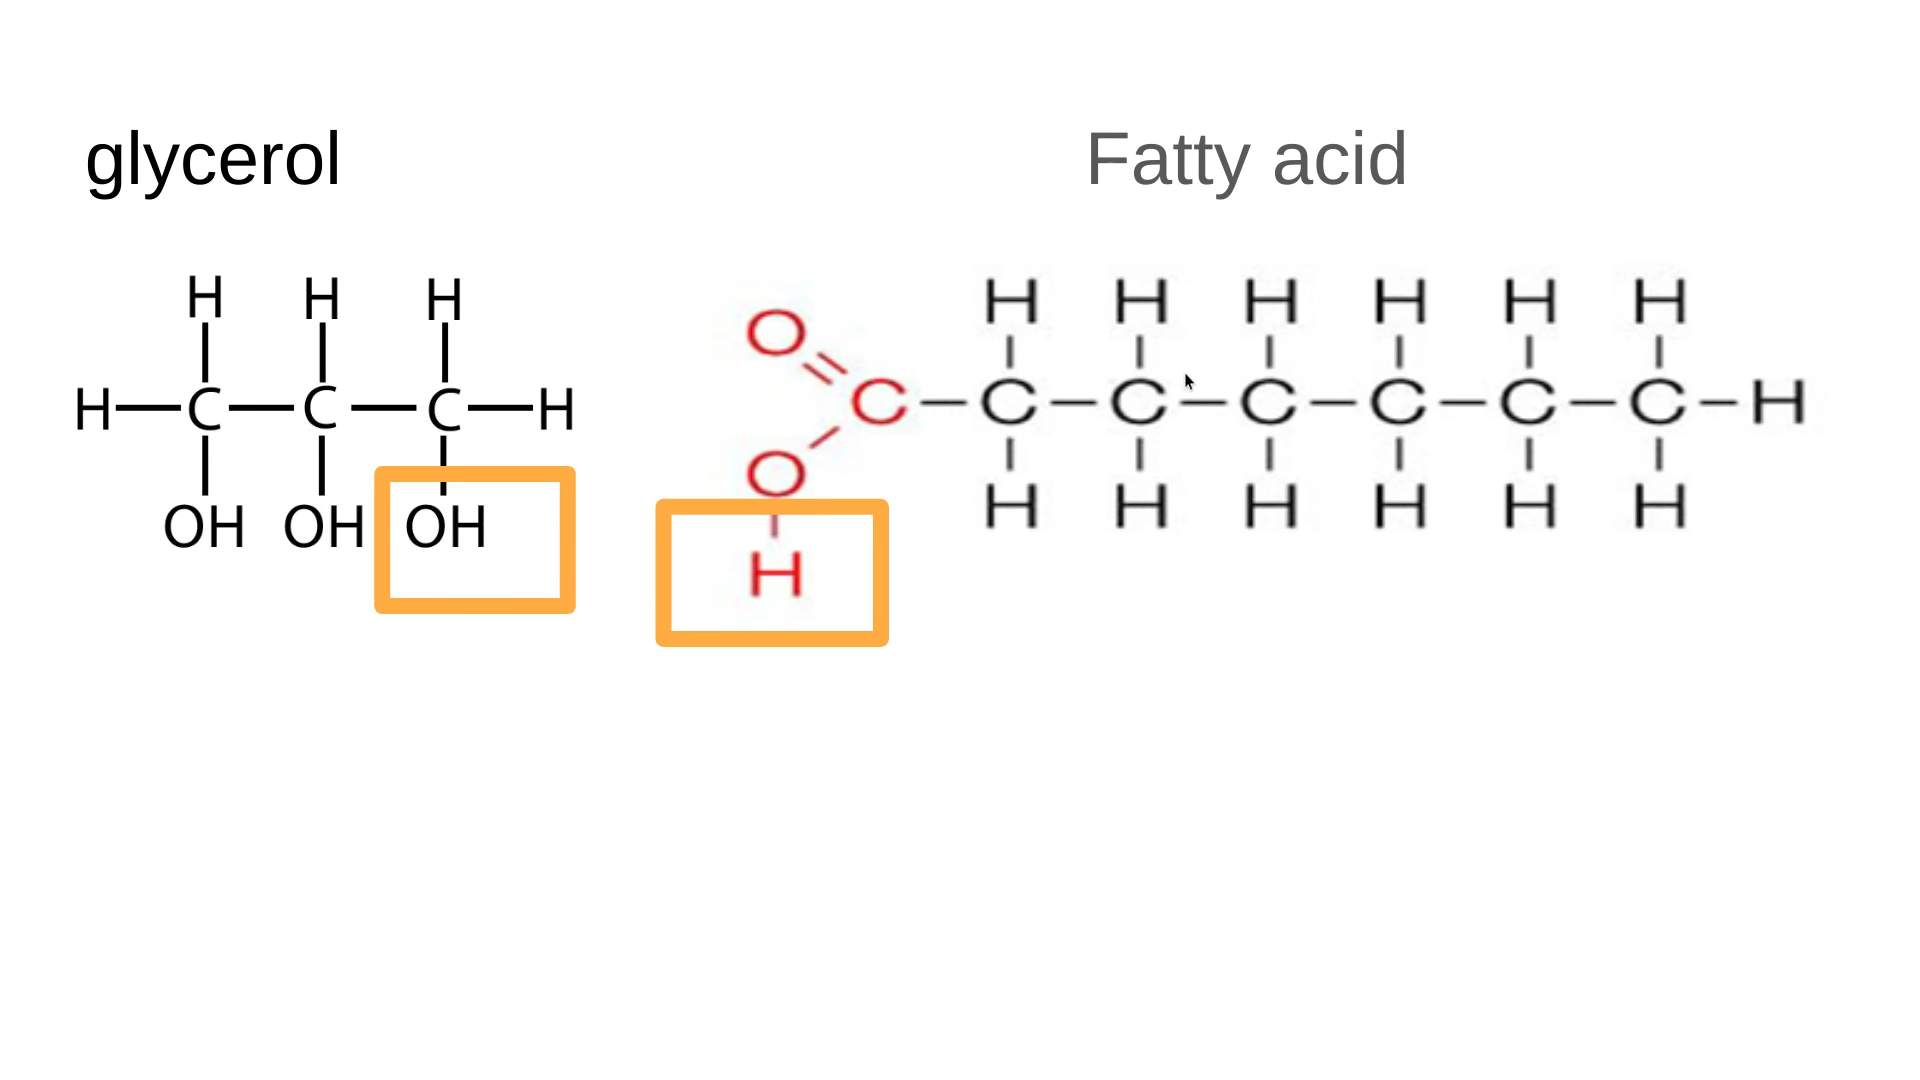 glycerol
Fatty acid
H H H
H C C C H
OH OH OH
H H H H H H
O
C C C C C C C H
O
H H H H H H
H